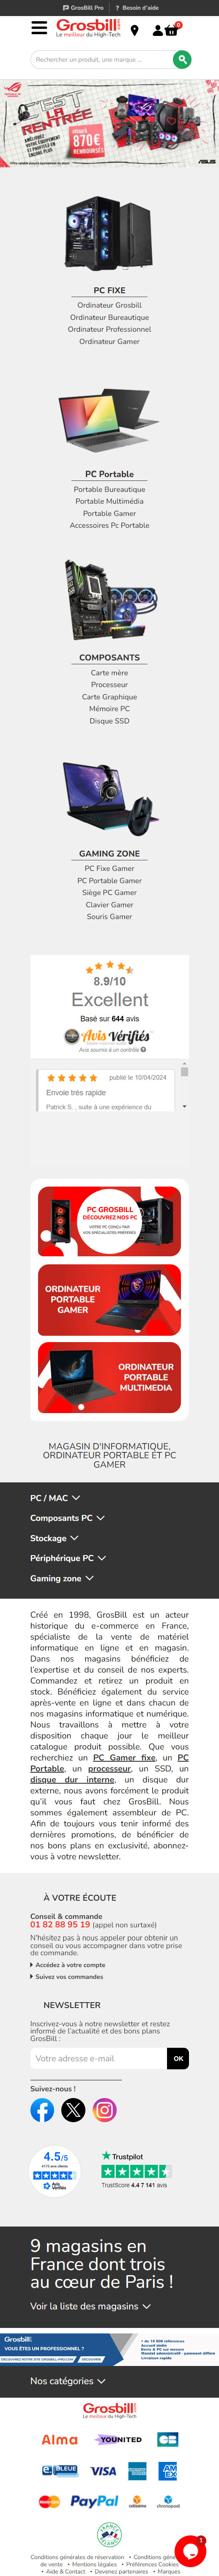 GrosBill Pro
? Besoin d'aide
Grosbill
Le meilleur du High-Tech
0
Rechercher un produit, une marque ...
C'EST LA
RENTRÉE
870€
REMBOURSÉS
ASUS
PC FIXE
Ordinateur Grosbill
Ordinateur Bureautique
Ordinateur Professionnel
Ordinateur Gamer
PC Portable
Portable Bureautique
Portable Multimédia
Portable Gamer
Accessoires Pc Portable
COMPOSANTS
Carte mère
Processeur
Carte Graphique
Mémoire PC
Disque SSD
GAMING ZONE
PC Fixe Gamer
PC Portable Gamer
Siège PC Gamer
Clavier Gamer
Souris Gamer
8.9/10
Excellent
Basé sur 644 avis
Avis Vérifiés
Avis soumis à un contrôle
publié le 10/04/2024
Envoie très rapide
Patrick S. , suite à une expérience du
PC GROSBILL
DÉCOUVREZ NOS PC
VOTRE PC CONÇU PAR
VOS SPÉCIALISTES PRÉFÉRÉS
ORDINATEUR
PORTABLE
GAMER
ORDINATEUR
PORTABLE
MULTIMEDIA
MAGASIN D'INFORMATIQUE,
ORDINATEUR PORTABLE ET PC
GAMER
PC / MAC
Composants PC
Stockage
Périphérique PC
Gaming zone
Créé en 1998, GrosBill est un acteur
historique du e-commerce en France,
spécialiste de la vente de matériel
informatique en ligne et en magasin.
Dans nos magasins bénéficiez de
l'expertise et du conseil de nos experts.
Commandez et retirez un produit en
stock. Bénéficiez également du service
après-vente en ligne et dans chacun de
nos magasins informatique et numérique.
Nous travaillons à mettre à votre
disposition chaque jour le meilleur
catalogue produit possible. Que vous
recherchiez un PC Gamer fixe, un PC
Portable, un processeur, un SSD, un
disque dur interne, un disque dur
externe, nous avons forcément le produit
qu'il vous faut chez GrosBill. Nous
sommes également assembleur de PC.
Afin de toujours vous tenir informé des
dernières promotions, de bénéficier de
nos bons plans en exclusivité, abonnez-
vous à votre newsletter.
À VOTRE ÉCOUTE
Conseil & commande
01 82 88 95 19 (appel non surtaxé)
N'hésitez pas à nous appeler pour obtenir un
conseil ou vous accompagner dans votre prise
de commande.
Accédez à votre compte
Suivez vos commandes
NEWSLETTER
Inscrivez-vous à notre newsletter et restez
informé de l'actualité et des bons plans
GrosBill :
Votre adresse e-mail
OK
Suivez-nous !
4.5/5
4175 avis clients
Avis
Vérifiés
Trustpilot
TrustScore 4.4 7 141 avis
9 magasins en
France dont trois
au cœur de Paris !
Voir la liste des magasins
Grosbill
VOUS ÊTES UN PROFESSIONNEL ?
DÉCOUVRIR
Nos catégories
Grosbill
Le meilleur du High-Tech
Alma
YOUNITED
CB
e BLEUE
VISA
AMERICAN EXPRESS
AM
EX
MasterCard
PayPal
colissimo
chronopost
Conditions générales de réservation • Conditions géné
de vente • Mentions légales • Préférences Cookies
• Aide & Contact • Devenez partenaires • Marques
1